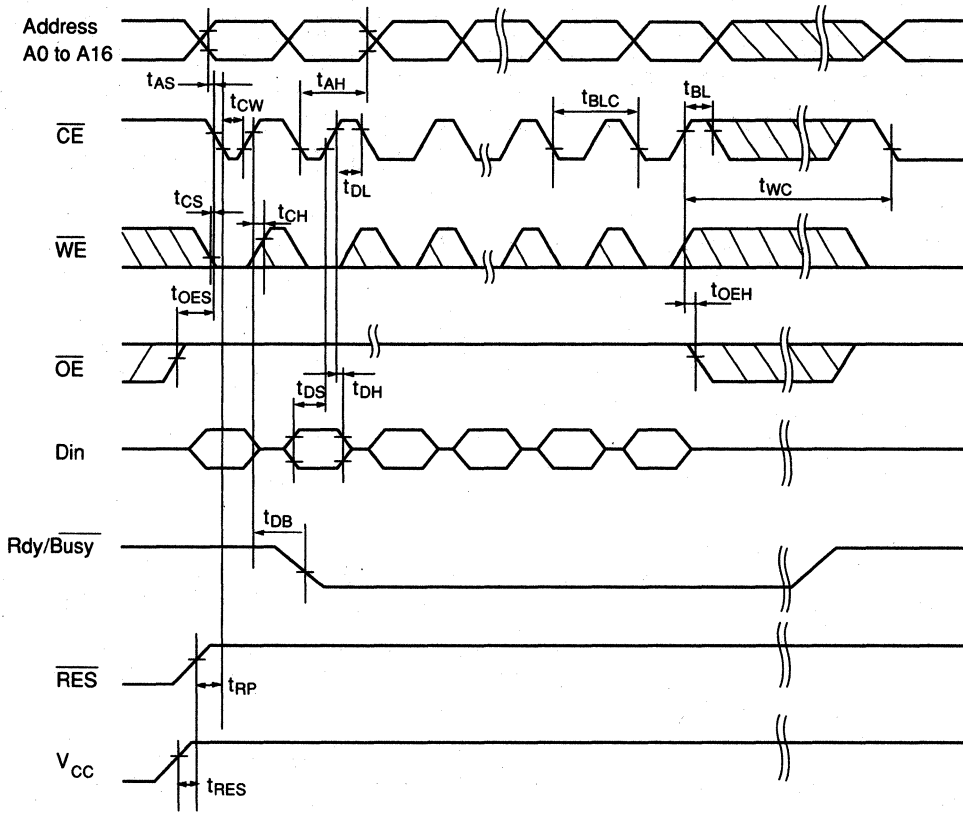 Address
A0 to A16
tAS
tAH
tCW
tBLC
tBL
CE
tDL
tWC
tCS
tCH
WE
tOES
tOEH
OE
tDS
tDH
Din
tDB
Rdy/Busy
RES
tRP
VCC
tRES